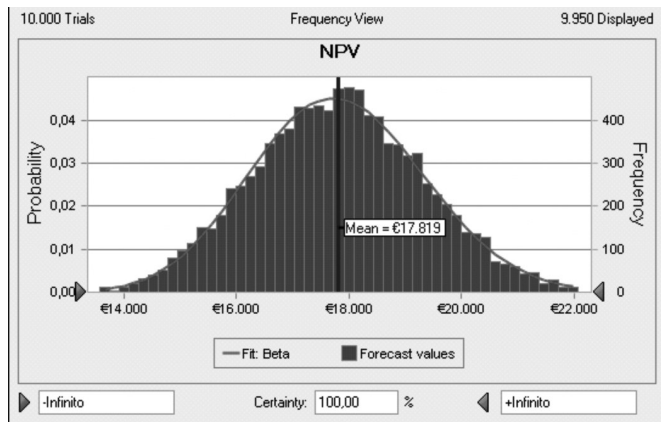 10.000 Trials Frequency View 9.950 Displayed
NPV
Probability
0,04
0,03
0,02
0,01
0,00
Mean = €17.819
400
300
200
100
0
Frequency
€14.000 €16.000 €18.000 €20.000 €22.000
Fit: Beta Forecast values
-Infinito Certainty: 100,00 % +Infinito